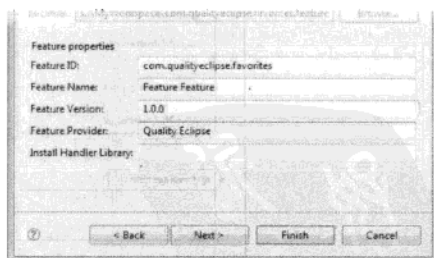 Feature properties
Feature ID: com.qualityeclipse.favorites
Feature Name: Feature Feature
Feature Version: 1.0.0
Feature Provider: Quality Eclipse
Install Handler Library:
< Back Next > Finish Cancel